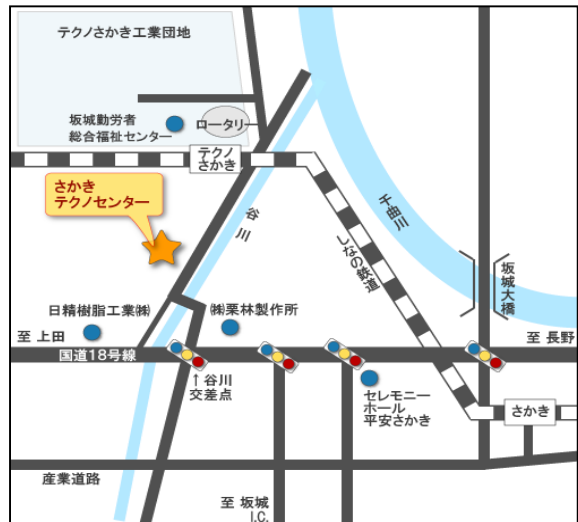 テクノさかき工業団地
坂城勤労者
総合福祉センター
ロータリー
テクノ
さかき
さかき
テクノセンター
谷川
千曲川
しなの鉄道
坂城大橋
日精樹脂工業㈱
㈱栗林製作所
至 上田
至 長野
国道18号線
↑谷川
交差点
セレモニー
ホール
平安さかき
さかき
産業道路
至 坂城
I.C.